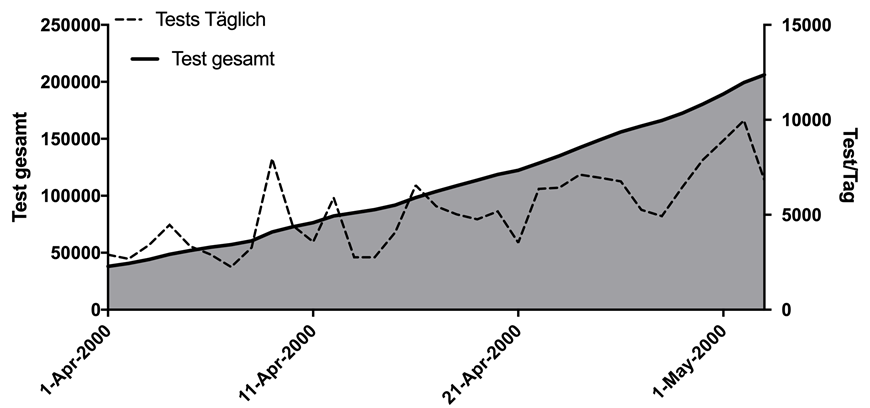 250000
200000
150000
100000
50000
0
Test gesamt
Tests Täglich
Test gesamt
15000
10000
5000
0
Test/Tag
1-Apr-2000
11-Apr-2000
21-Apr-2000
1-May-2000